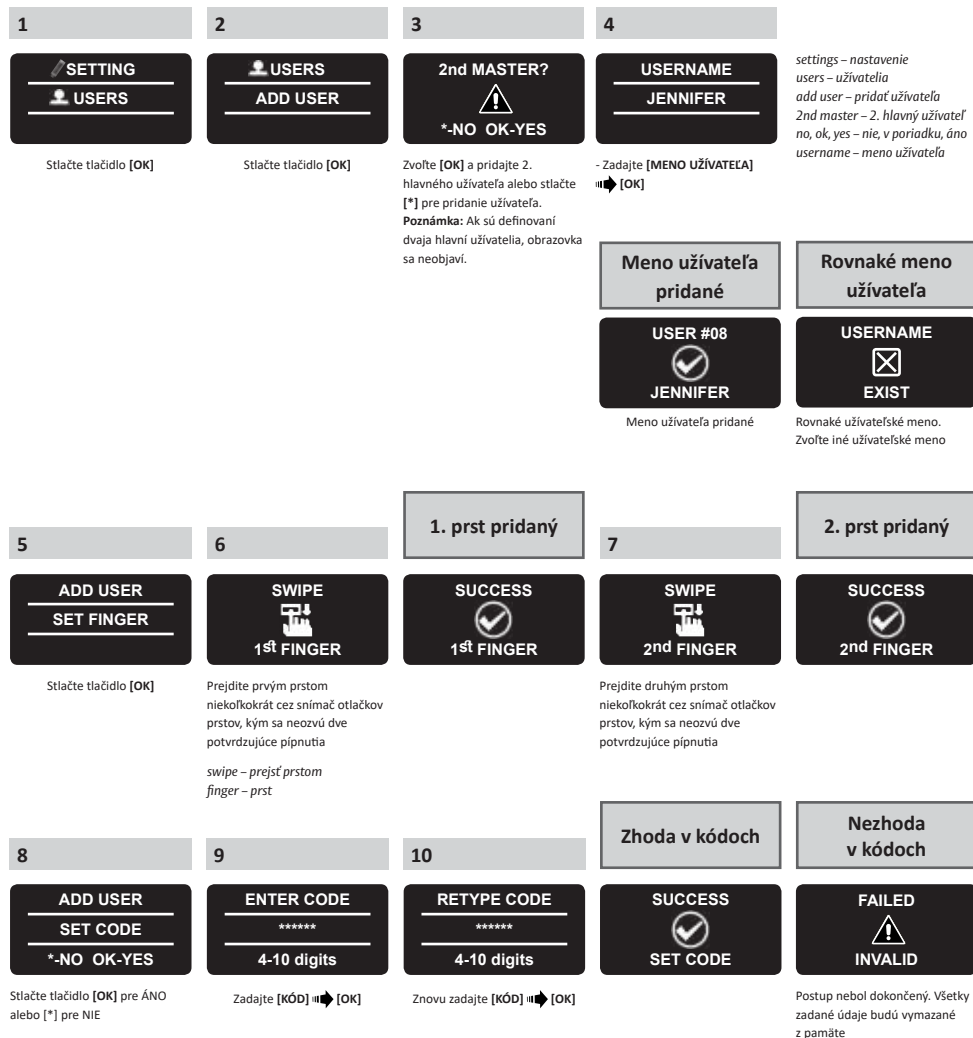 1
SETTING
USERS
Stlačte tlačidlo [OK]
2
USERS
ADD USER
Stlačte tlačidlo [OK]
3
2nd MASTER?
*-NO OK-YES
Zvoľte [OK] a pridajte 2.
hlavného užívateľa alebo stlačte
[*] pre pridanie užívateľa.
Poznámka: Ak sú definovaní
dvaja hlavní užívatelia, obrazovka
sa neobjaví.
4
USERNAME
JENNIFER
- Zadajte [MENO UŽÍVATEĽA]
[OK]
settings – nastavenie
users – užívatelia
add user – pridať užívateľa
2nd master – 2. hlavný užívateľ
no, ok, yes – nie, v poriadku, áno
username – meno užívateľa
Meno užívateľa
pridané
USER #08
JENNIFER
Meno užívateľa pridané
Rovnaké meno
užívateľa
USERNAME
EXIST
Rovnaké užívateľské meno.
Zvoľte iné užívateľské meno
5
ADD USER
SET FINGER
Stlačte tlačidlo [OK]
6
SWIPE
1st FINGER
Prejdite prvým prstom
niekoľkokrát cez snímač otlačkov
prstov, kým sa neozvú dve
potvrdzujúce pípnutia
swipe – prejsť prstom
finger – prst
1. prst pridaný
SUCCESS
1st FINGER
7
SWIPE
2nd FINGER
Prejdite druhým prstom
niekoľkokrát cez snímač otlačkov
prstov, kým sa neozvú dve
potvrdzujúce pípnutia
2. prst pridaný
SUCCESS
2nd FINGER
8
ADD USER
SET CODE
*-NO OK-YES
Stlačte tlačidlo [OK] pre ÁNO
alebo [*] pre NIE
9
ENTER CODE
******
4-10 digits
Zadajte [KÓD] [OK]
10
RETYPE CODE
******
4-10 digits
Znovu zadajte [KÓD] [OK]
Zhoda v kódoch
SUCCESS
SET CODE
Nezhoda
v kódoch
FAILED
INVALID
Postup nebol dokončený. Všetky
zadané údaje budú vymazané
z pamäte